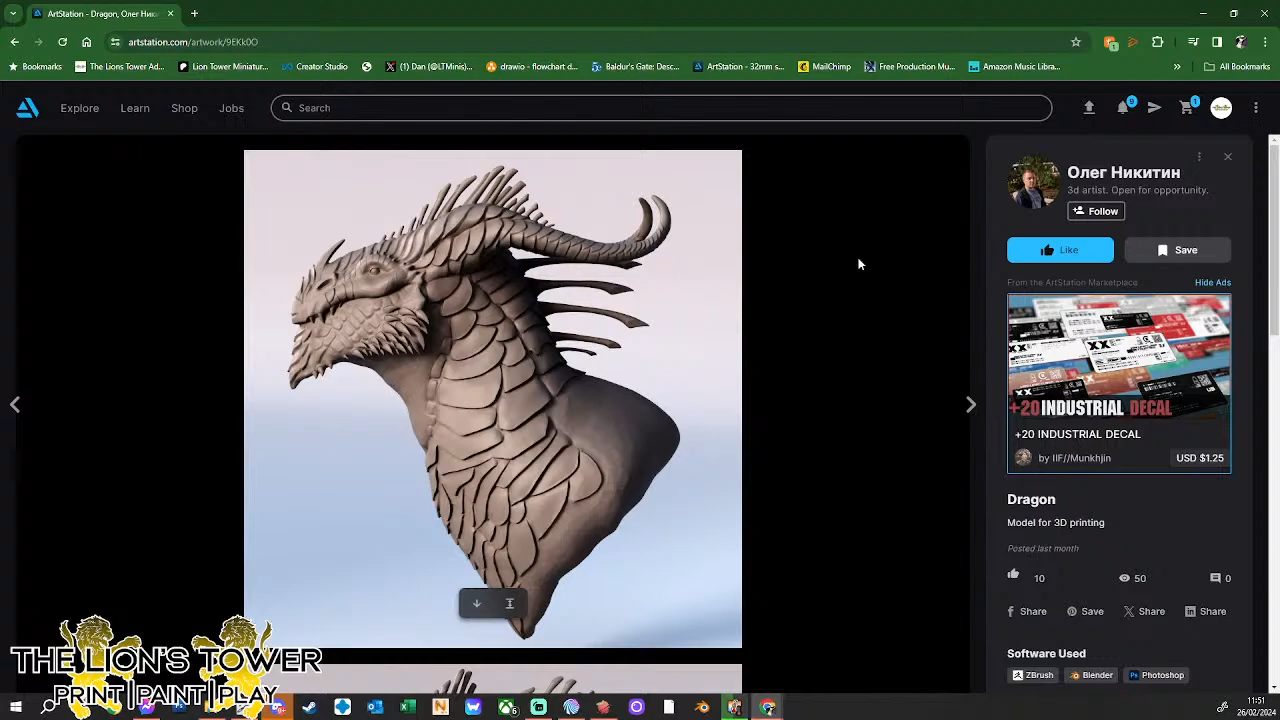 ArtStation - Dragon, Олег Ник
artstation.com/artwork/9EKk0O
Bookmarks
The Lions Tower Ad...
Lion Tower Miniatur...
Creator Studio
(1) Dan (@LTMinis)...
drawio - flowchart d...
Baldur's Gate: Desc...
ArtStation - 32mm s...
MailChimp
Free Production Mu...
Amazon Music Libra...
»
All Bookmarks
Explore
Learn
Shop
Jobs
Search
9
1
Олег Никитин
3d artist. Open for opportunity.
Follow
Like
Save
From the ArtStation Marketplace
Hide Ads
+20 INDUSTRIAL DECAL
+20 INDUSTRIAL DECAL
by IIF//Munkhjin
USD $1.25
Dragon
Model for 3D printing
Posted last month
10
50
0
Share
Save
Share
Share
Software Used
ZBrush
Blender
Photoshop
THE LION'S TOWER
PRINT|PAINT|PLAY
11:51
26/02/2024